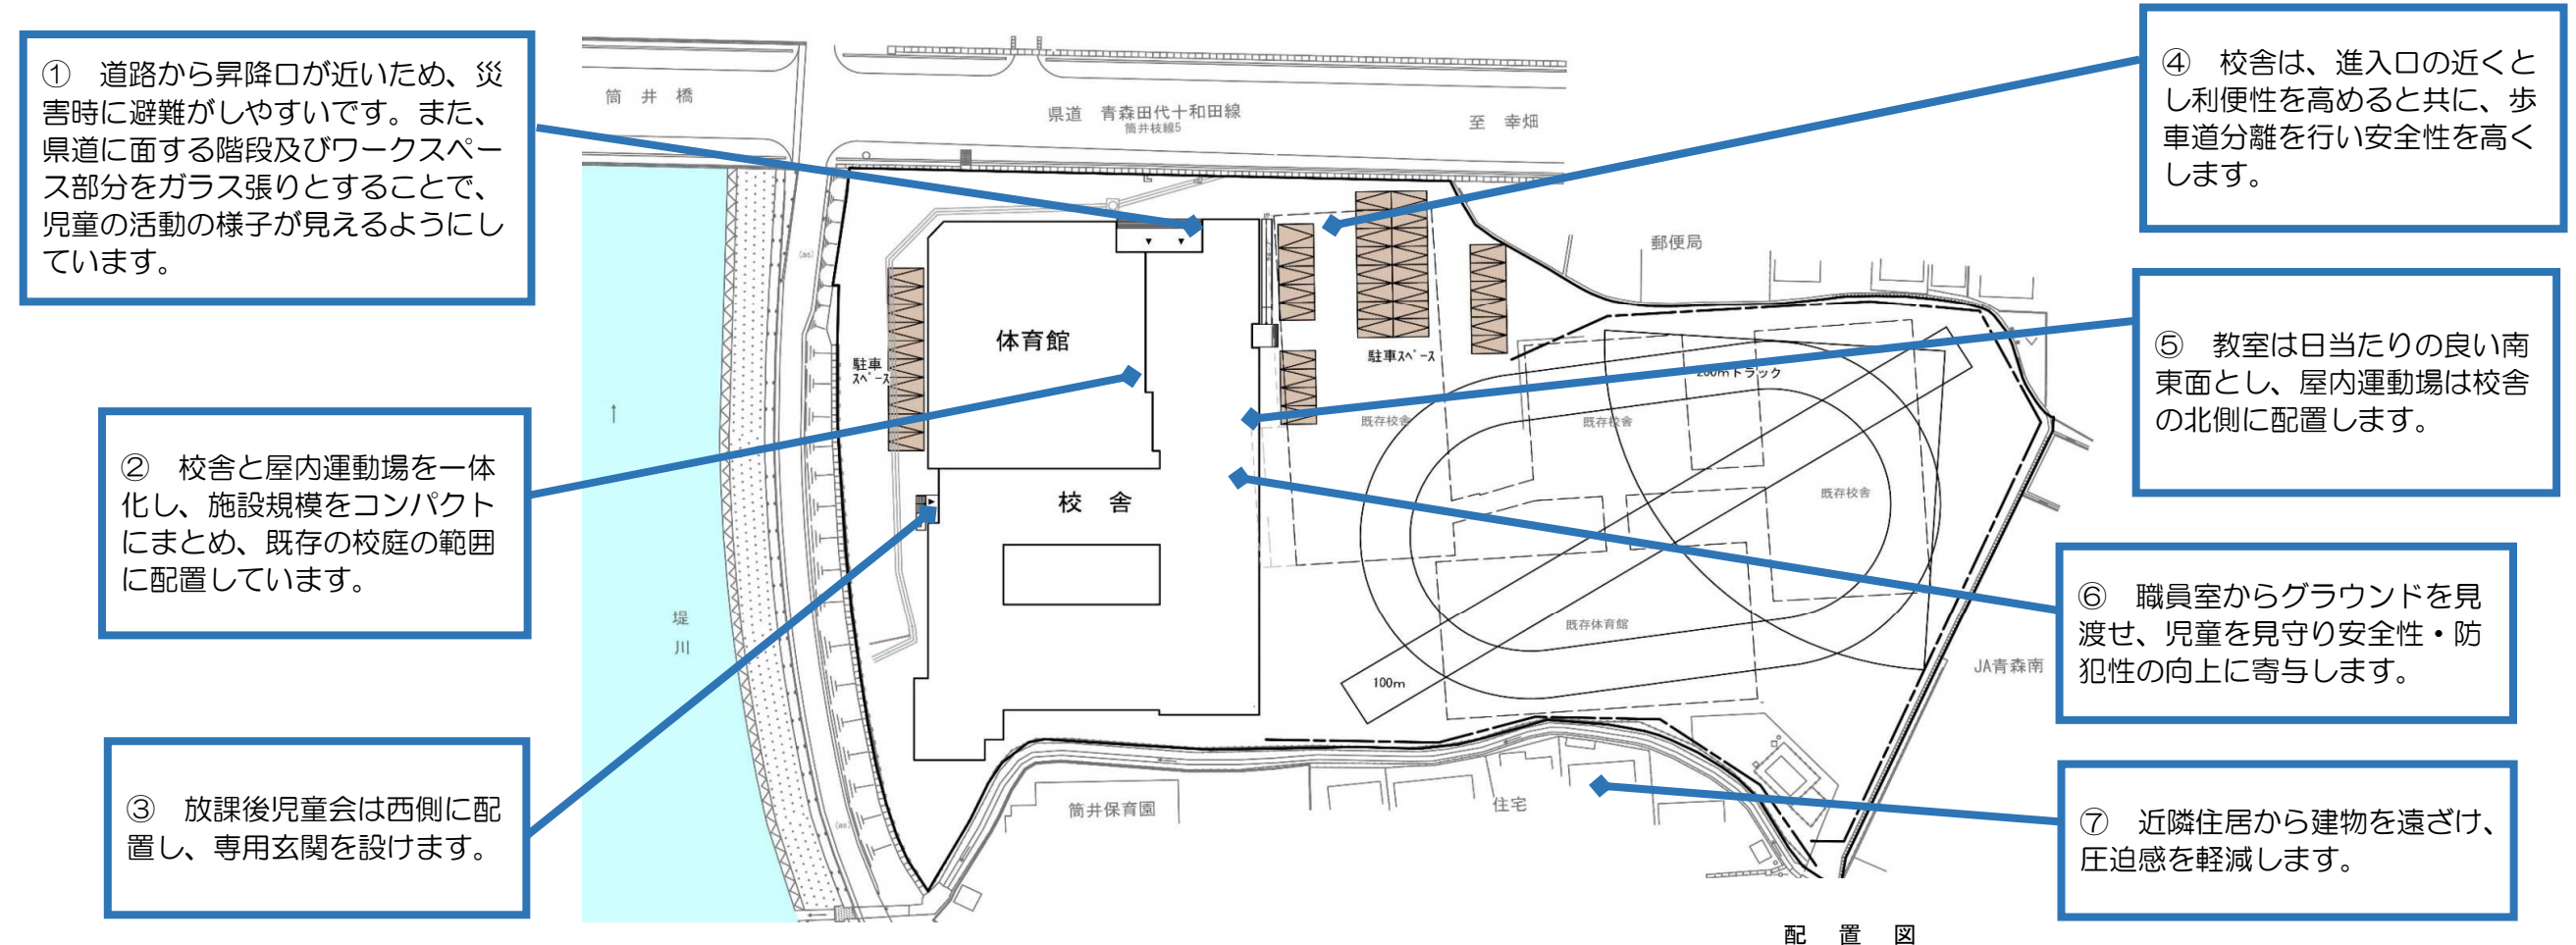 ① 道路から昇降口が近いため、災
害時に避難がしやすいです。また、
県道に面する階段及びワークスペー
ス部分をガラス張りとすることで、
児童の活動の様子が見えるようにし
ています。
② 校舎と屋内運動場を一体
化し、施設規模をコンパクト
にまとめ、既存の校庭の範囲
に配置しています。
③ 放課後児童会は西側に配
置し、専用玄関を設けます。
④ 校舎は、進入口の近くと
し利便性を高めると共に、歩
車道分離を行い安全性を高く
します。
⑤ 教室は日当たりの良い南
東面とし、屋内運動場は校舎
の北側に配置します。
⑥ 職員室からグラウンドを見
渡せ、児童を見守り安全性・防
犯性の向上に寄与します。
⑦ 近隣住居から建物を遠ざけ、
圧迫感を軽減します。
筒井橋
県道 青森田代十和田線
筒井枝線5
至 幸畑
郵便局
(as)
体育館
駐車
スペース
駐車スペース
200mトラック
既存校舎
既存校舎
既存校舎
校舎
堤
川
既存体育館
100m
JA青森南
筒井保育園
住宅
(as)
配置図